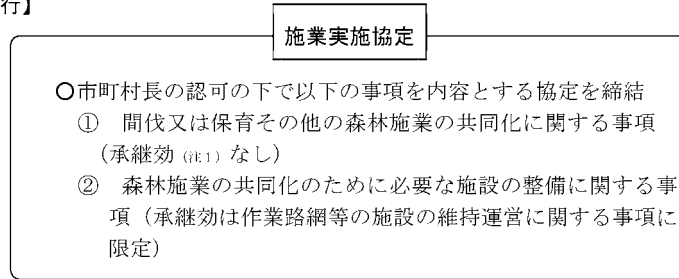 行】
施業実施協定
○市町村長の認可の下で以下の事項を内容とする協定を締結
① 間伐又は保育その他の森林施業の共同化に関する事項
（承継効（注1）なし）
② 森林施業の共同化のために必要な施設の整備に関する事
項（承継効は作業路網等の施設の維持運営に関する事項に
限定）